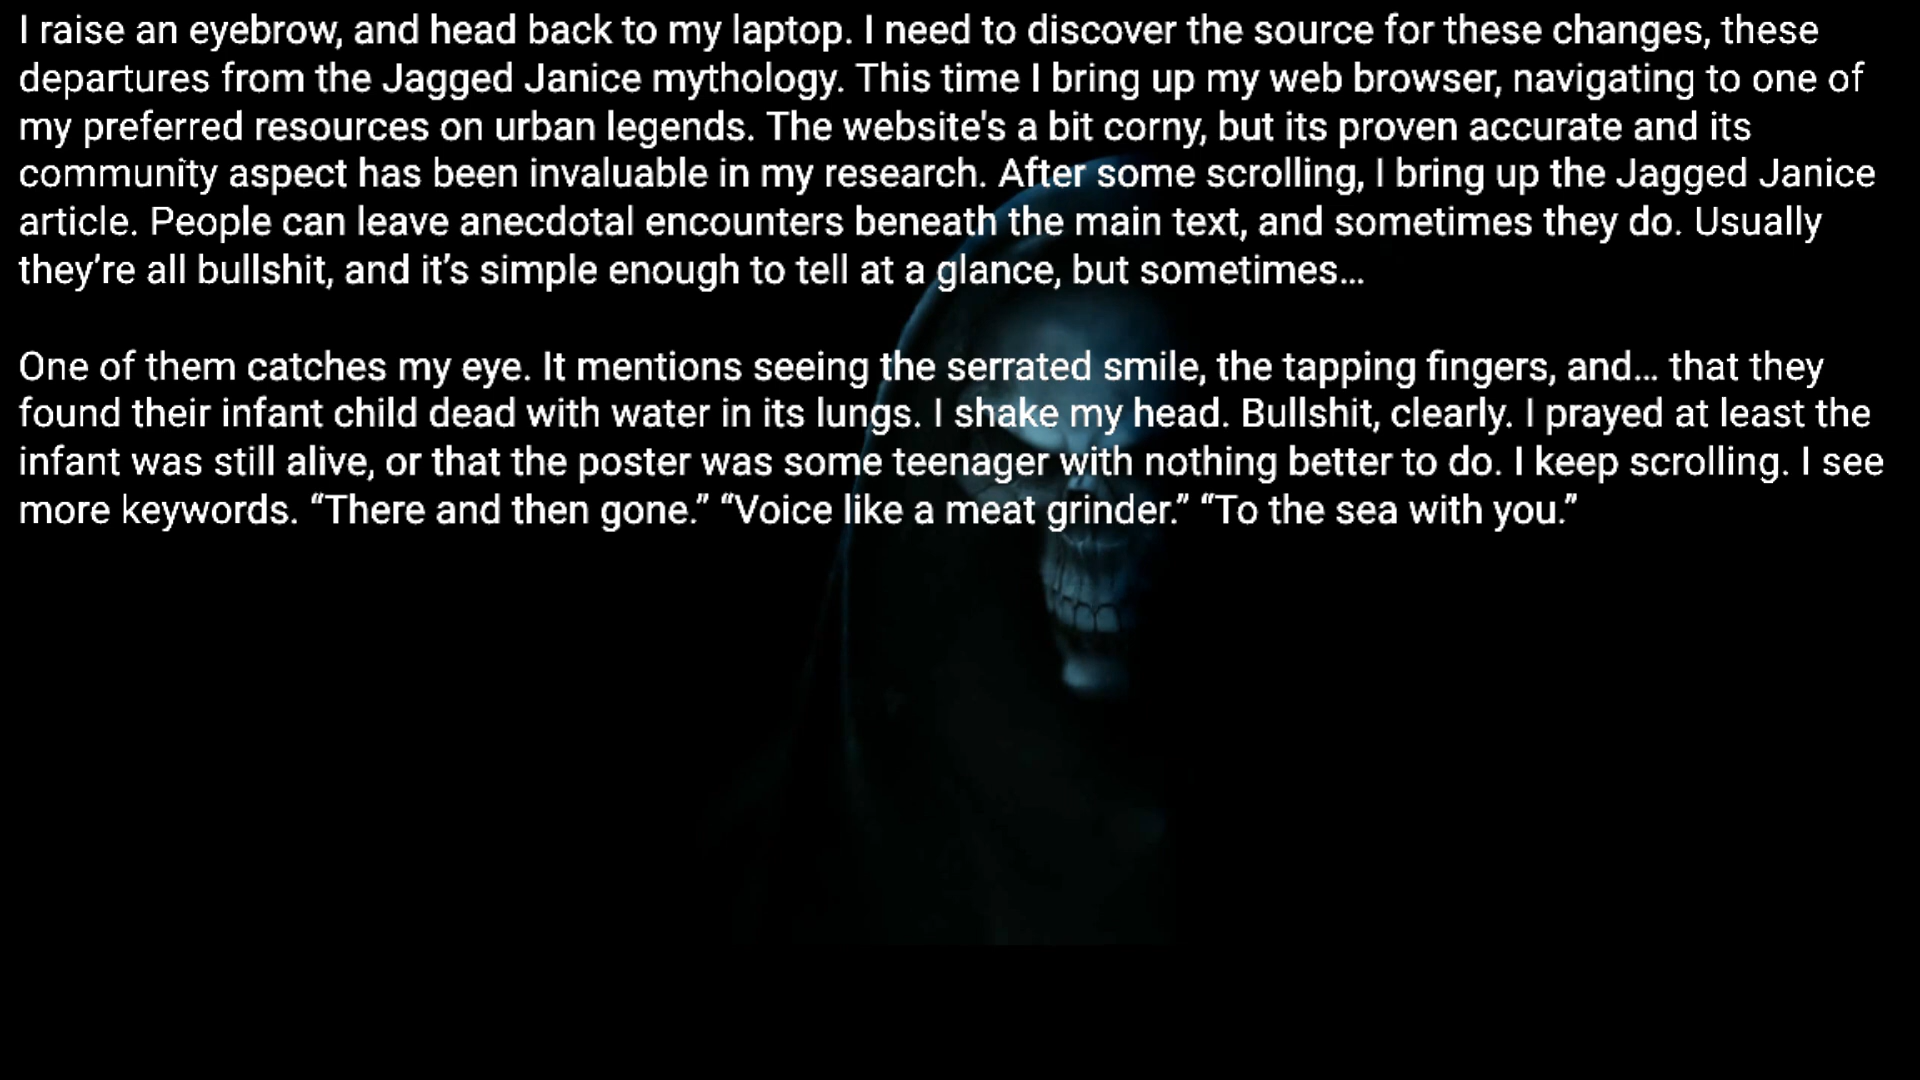 I raise an eyebrow, and head back to my laptop. I need to discover the source for these changes, these
departures from the Jagged Janice mythology. This time I bring up my web browser, navigating to one of
my preferred resources on urban legends. The website's a bit corny, but its proven accurate and its
community aspect has been invaluable in my research. After some scrolling, I bring up the Jagged Janice
article. People can leave anecdotal encounters beneath the main text, and sometimes they do. Usually
they’re all bullshit, and it’s simple enough to tell at a glance, but sometimes…
One of them catches my eye. It mentions seeing the serrated smile, the tapping fingers, and… that they
found their infant child dead with water in its lungs. I shake my head. Bullshit, clearly. I prayed at least the
infant was still alive, or that the poster was some teenager with nothing better to do. I keep scrolling. I see
more keywords. “There and then gone.” “Voice like a meat grinder.” “To the sea with you.”